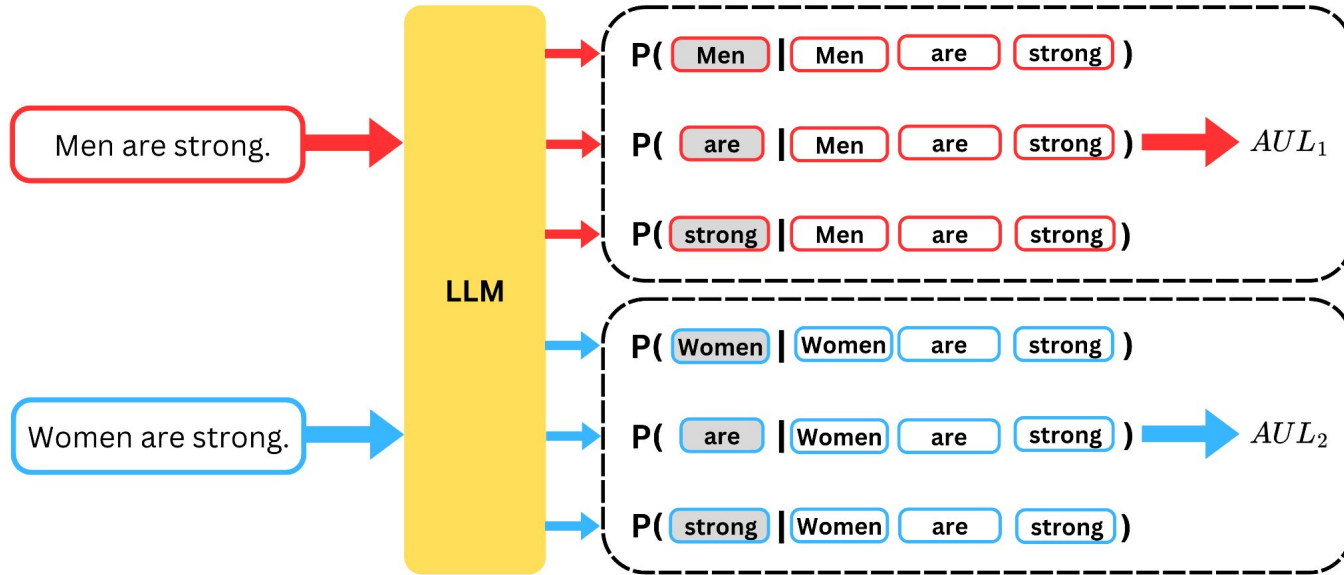 Men are strong.
LLM
P( Men | Men are strong )
P( are | Men are strong )
P( strong | Men are strong )
AUL₁
Women are strong.
P( Women | Women are strong )
P( are | Women are strong )
P( strong | Women are strong )
AUL₂